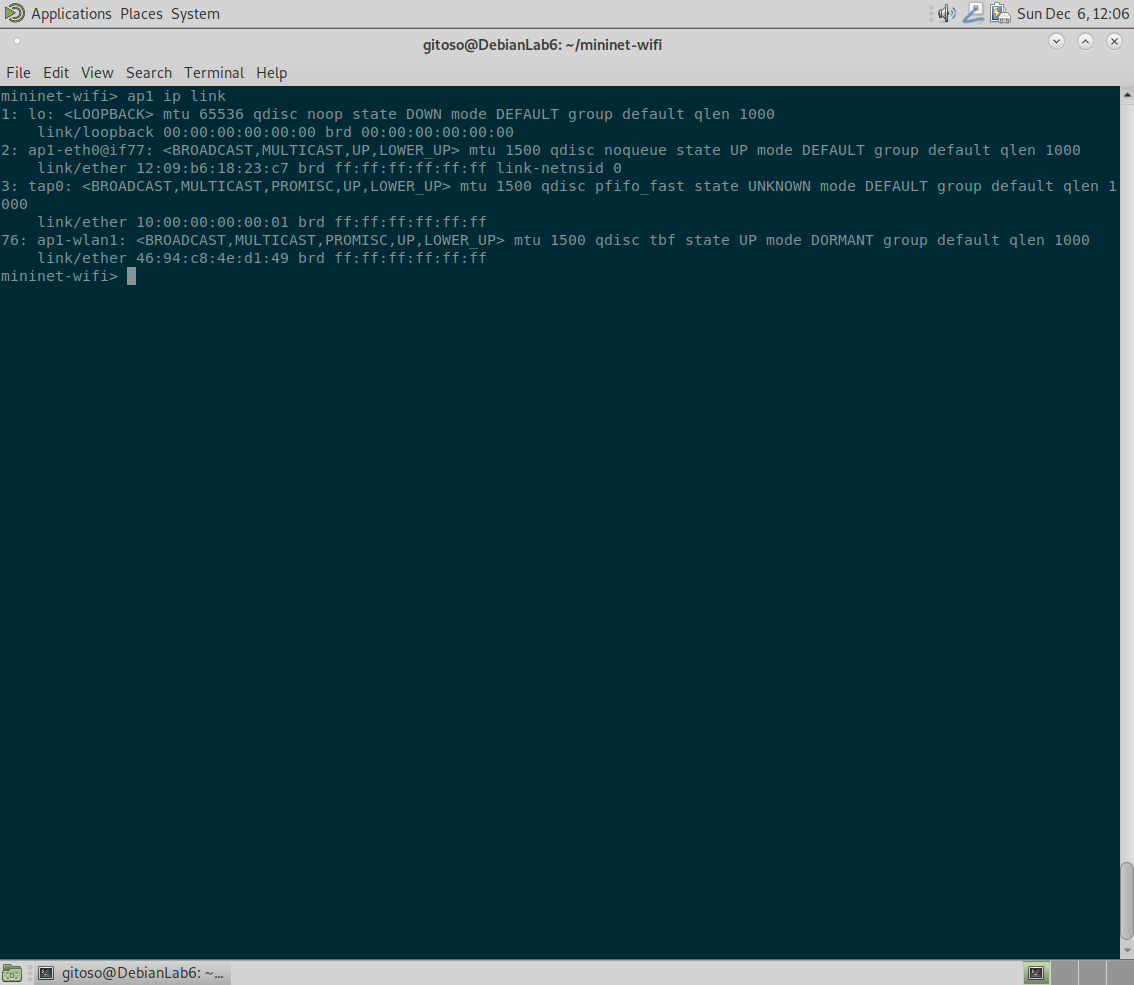 Applications Places System Sun Dec 6, 12:06
gitoso@DebianLab6: ~/mininet-wifi
File Edit View Search Terminal Help
mininet-wifi> ap1 ip link
1: lo: <LOOPBACK> mtu 65536 qdisc noop state DOWN mode DEFAULT group default qlen 1000
    link/loopback 00:00:00:00:00:00 brd 00:00:00:00:00:00
2: ap1-eth0@if77: <BROADCAST,MULTICAST,UP,LOWER_UP> mtu 1500 qdisc noqueue state UP mode DEFAULT group default qlen 1000
    link/ether 12:09:b6:18:23:c7 brd ff:ff:ff:ff:ff:ff link-netnsid 0
3: tap0: <BROADCAST,MULTICAST,PROMISC,UP,LOWER_UP> mtu 1500 qdisc pfifo_fast state UNKNOWN mode DEFAULT group default qlen 1
000
    link/ether 10:00:00:00:00:01 brd ff:ff:ff:ff:ff:ff
76: ap1-wlan1: <BROADCAST,MULTICAST,PROMISC,UP,LOWER_UP> mtu 1500 qdisc tbf state UP mode DORMANT group default qlen 1000
    link/ether 46:94:c8:4e:d1:49 brd ff:ff:ff:ff:ff:ff
mininet-wifi>
gitoso@DebianLab6: ~...